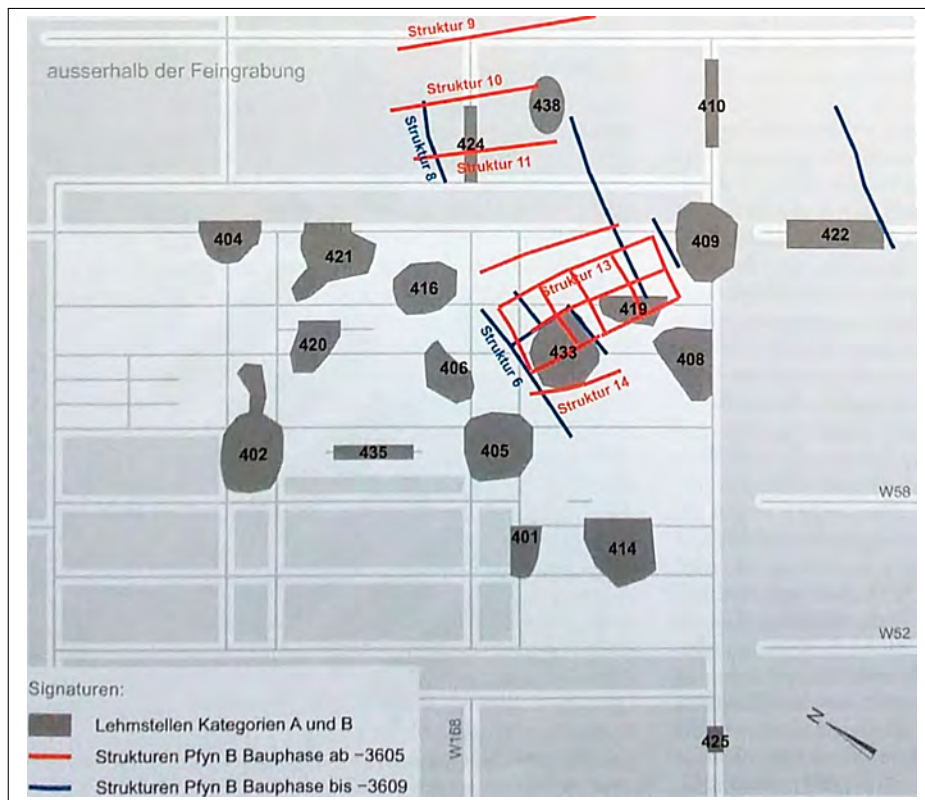 Struktur 9
ausserhalb der Feingrabung
Struktur 10
438
410
424
Struktur 8
Struktur 11
404
421
409
422
416
Struktur 13
419
420
433
408
406
Struktur 6
Struktur 14
402
435
405
W58
401
414
W52
Signaturen:
Lehmstellen Kategorien A und B
Strukturen Pfyn B Bauphase ab −3605
Strukturen Pfyn B Bauphase bis −3609
W168
425
N